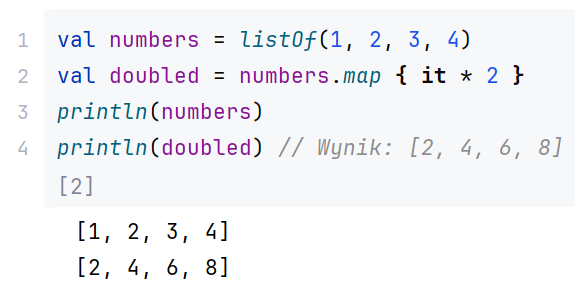 1 val numbers = listOf(1, 2, 3, 4)
2 val doubled = numbers.map { it * 2 }
3 println(numbers)
4 println(doubled) // Wynik: [2, 4, 6, 8]
[2]
[1, 2, 3, 4]
[2, 4, 6, 8]